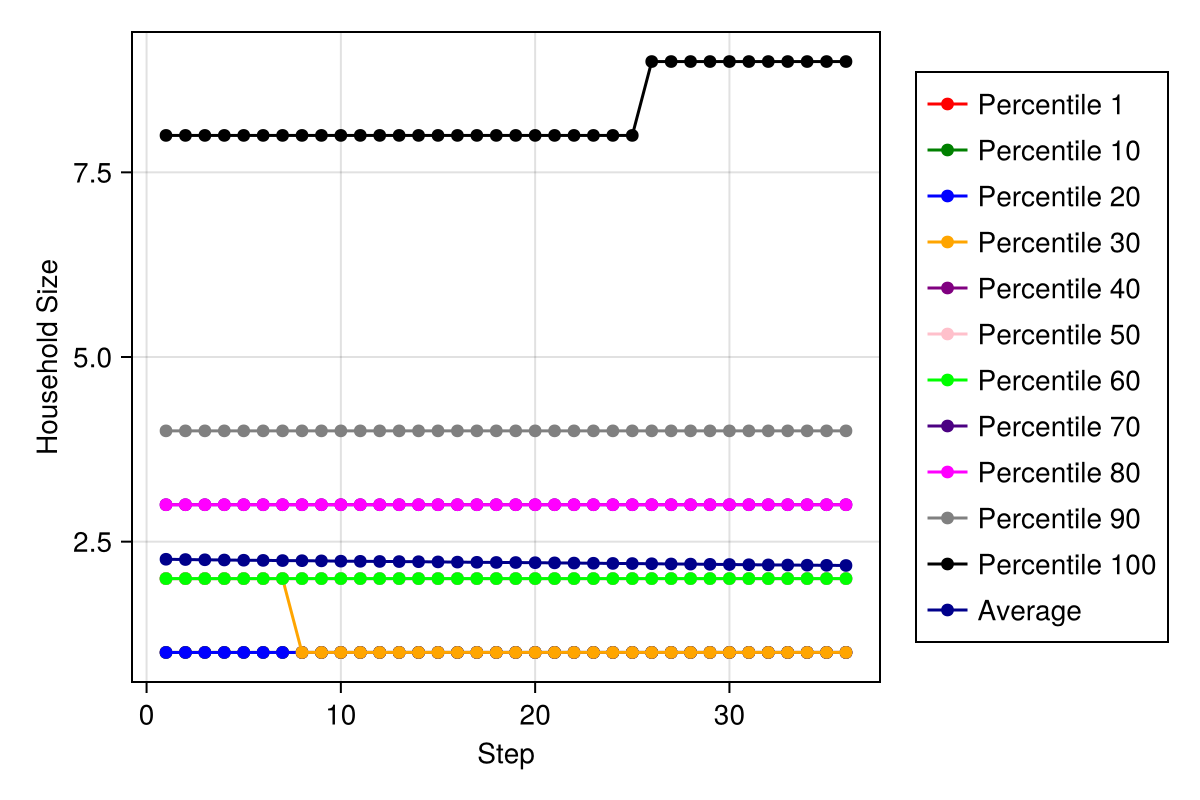 Household Size
7.5
5.0
2.5
0
10
20
30
Step
Percentile 1
Percentile 10
Percentile 20
Percentile 30
Percentile 40
Percentile 50
Percentile 60
Percentile 70
Percentile 80
Percentile 90
Percentile 100
Average